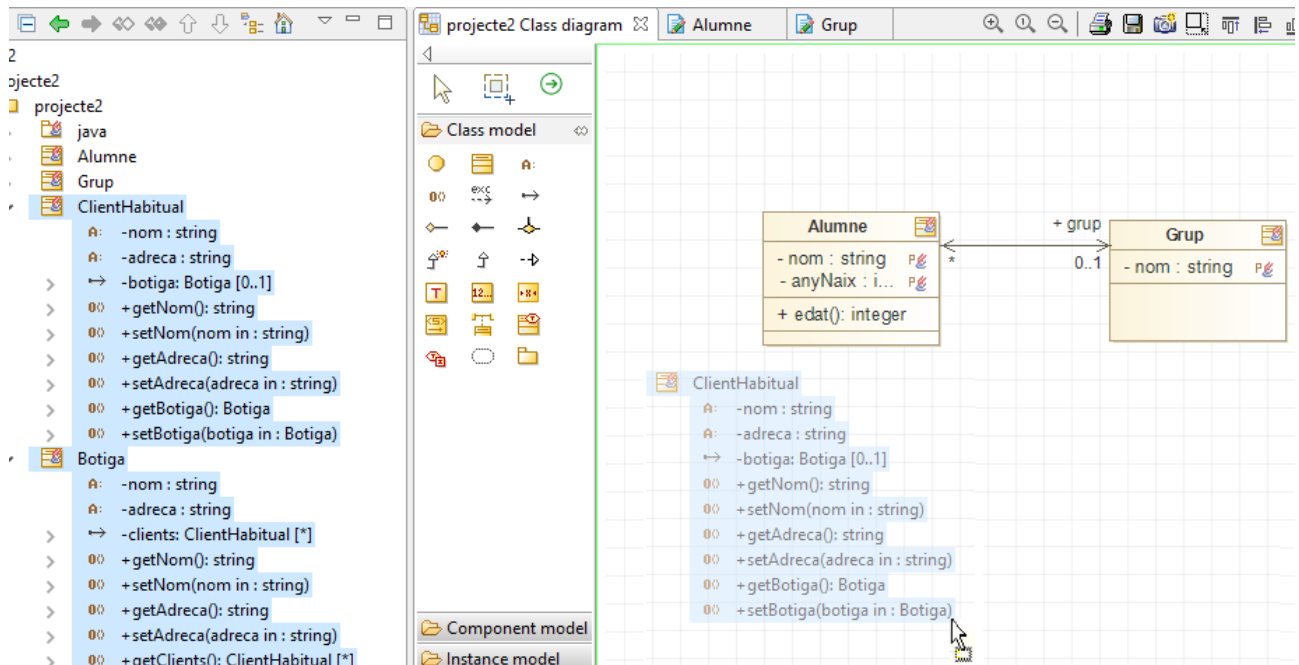 projecte2 Class diagram
Alumne
Grup
2
ojecte2
projecte2
java
Alumne
Grup
ClientHabitual
A: -nom : string
A: -adreca : string
-botiga: Botiga [0..1]
+getNom(): string
+setNom(nom in : string)
+getAdreca(): string
+setAdreca(adreca in : string)
+getBotiga(): Botiga
+setBotiga(botiga in : Botiga)
Botiga
A: -nom : string
A: -adreca : string
-clients: ClientHabitual [*]
+getNom(): string
+setNom(nom in : string)
+getAdreca(): string
+setAdreca(adreca in : string)
+getClients(): ClientHabitual [*]
Class model
A:
exc
T
12...
Component model
Instance model
Alumne
- nom : string
- anyNaix : i...
+ edat(): integer
+ grup
*
0..1
Grup
- nom : string
ClientHabitual
A: -nom : string
A: -adreca : string
-botiga: Botiga [0..1]
+getNom(): string
+setNom(nom in : string)
+getAdreca(): string
+setAdreca(adreca in : string)
+getBotiga(): Botiga
+setBotiga(botiga in : Botiga)